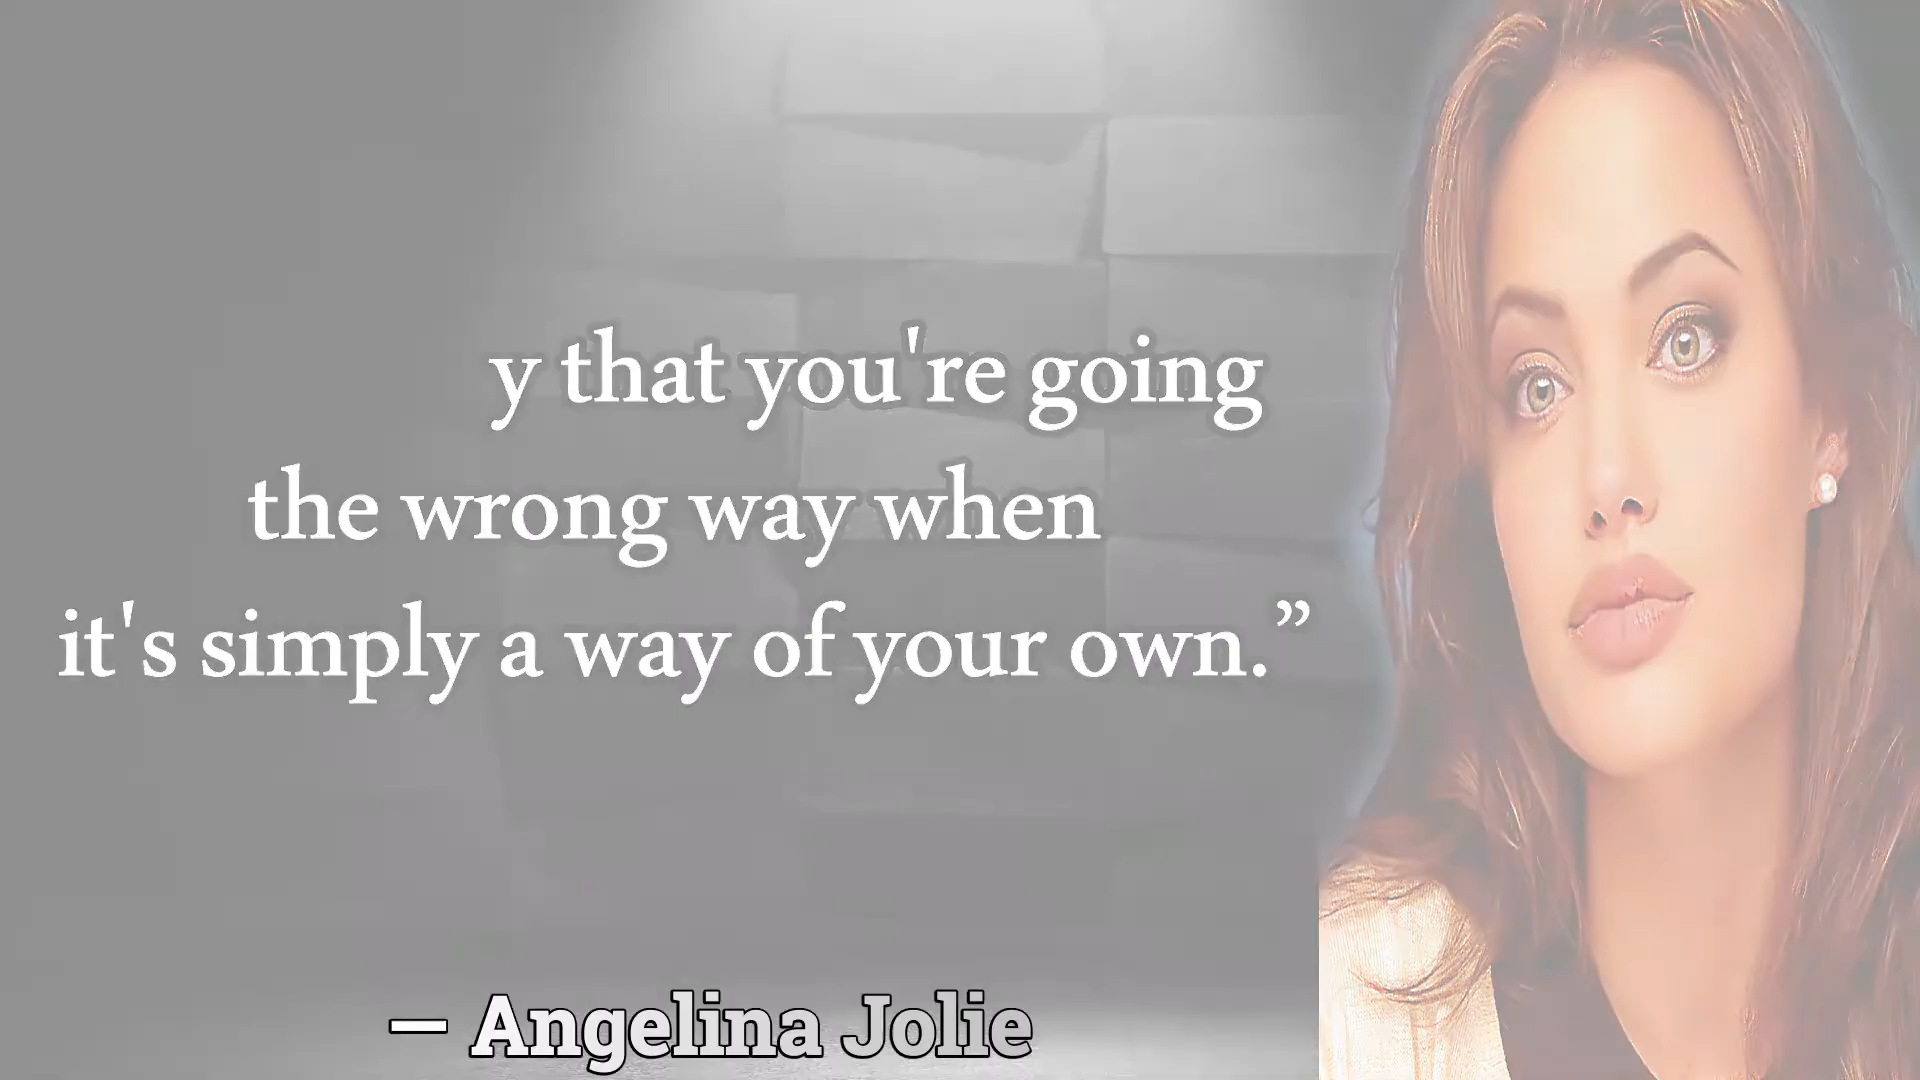 y that you're going
the wrong way when
it's simply a way of your own.”
— Angelina Jolie